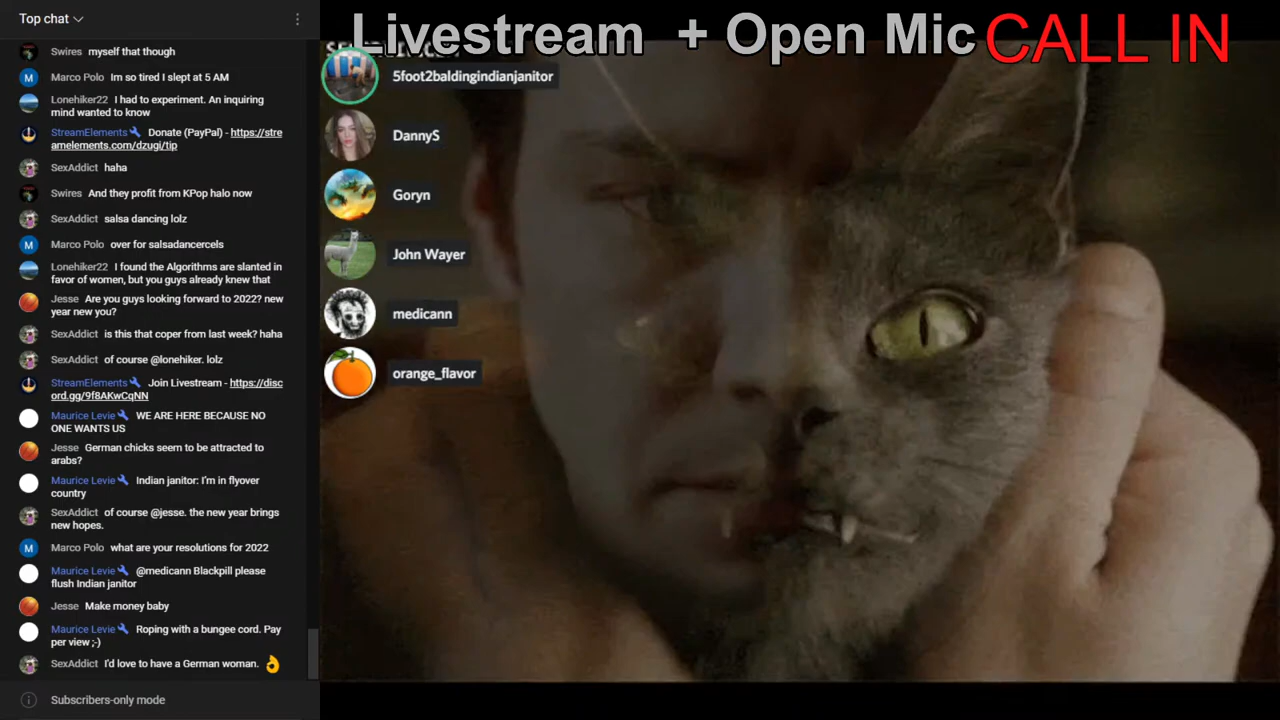 Top chat
Swires myself that though
M Marco Polo Im so tired I slept at 5 AM
Lonehiker22 I had to experiment. An inquiring
mind wanted to know
StreamElements Donate (PayPal) - https://stre
amelements.com/dzugi/tip
SexAddict haha
Swires And they profit from KPop halo now
SexAddict salsa dancing lolz
M Marco Polo over for salsadancercels
Lonehiker22 I found the Algorithms are slanted in
favor of women, but you guys already knew that
Jesse Are you guys looking forward to 2022? new
year new you?
SexAddict is this that coper from last week? haha
SexAddict of course @lonehiker. lolz
StreamElements Join Livestream - https://disc
ord.gg/9f8AKwCqNN
Maurice Levie WE ARE HERE BECAUSE NO
ONE WANTS US
Jesse German chicks seem to be attracted to
arabs?
Maurice Levie Indian janitor: I'm in flyover
country
SexAddict of course @jesse. the new year brings
new hopes.
M Marco Polo what are your resolutions for 2022
Maurice Levie @medicann Blackpill please
flush Indian janitor
Jesse Make money baby
Maurice Levie Roping with a bungee cord. Pay
per view ;-)
SexAddict I'd love to have a German woman. 👌
Subscribers-only mode
Livestream + Open Mic CALL IN
5foot2baldingindianjanitor
DannyS
Goryn
John Wayer
medicann
orange_flavor